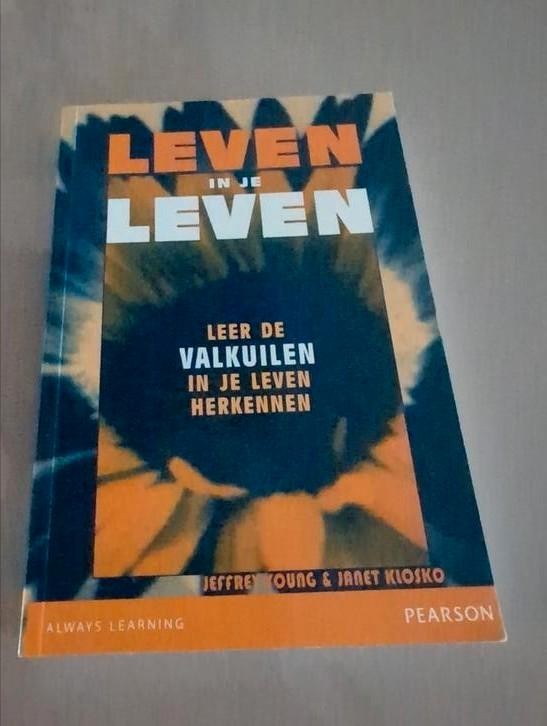 LEVEN
IN JE
LEVEN
LEER DE
VALKUILEN
IN JE LEVEN
HERKENNEN
JEFFREY YOUNG & JANET KLOSKO
ALWAYS LEARNING
PEARSON